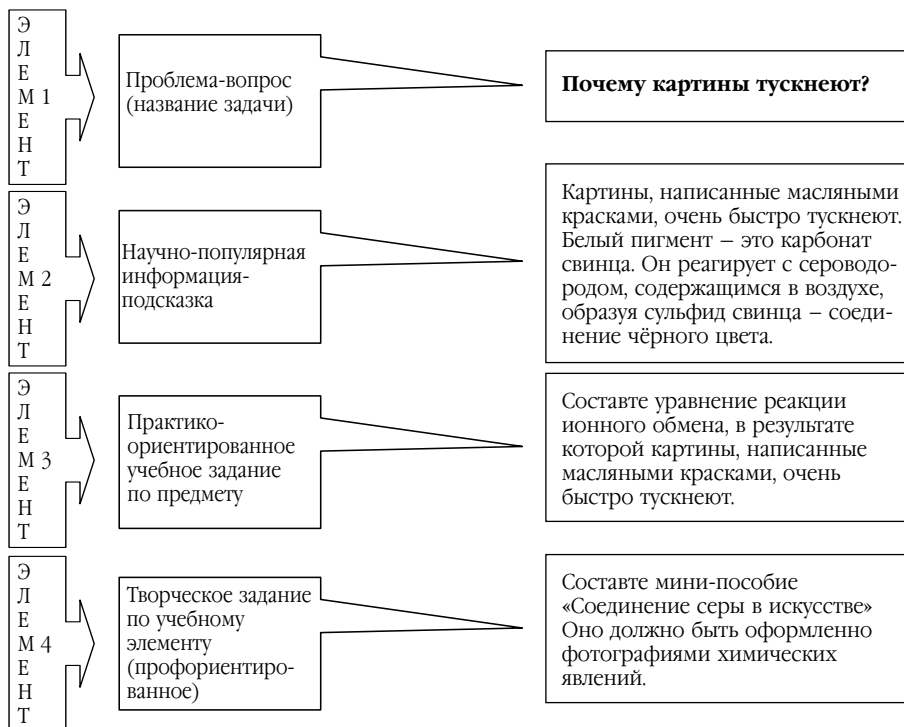 ЭЛЕМЕНТ 1
Проблема-вопрос
(название задачи)
Почему картины тускнеют?
ЭЛЕМЕНТ 2
Научно-популярная
информация-
подсказка
Картины, написанные масляными
красками, очень быстро тускнеют.
Белый пигмент – это карбонат
свинца. Он реагирует с сероводо-
родом, содержащимся в воздухе,
образуя сульфид свинца – соеди-
нение чёрного цвета.
ЭЛЕМЕНТ 3
Практико-
ориентированное
учебное задание
по предмету
Составте уравнение реакции
ионного обмена, в результате
которой картины, написанные
масляными красками, очень
быстро тускнеют.
ЭЛЕМЕНТ 4
Творческое задание
по учебному
элементу
(профориентиро-
ванное)
Составте мини-пособие
«Соединение серы в искусстве»
Оно должно быть оформленно
фотографиями химических
явлений.